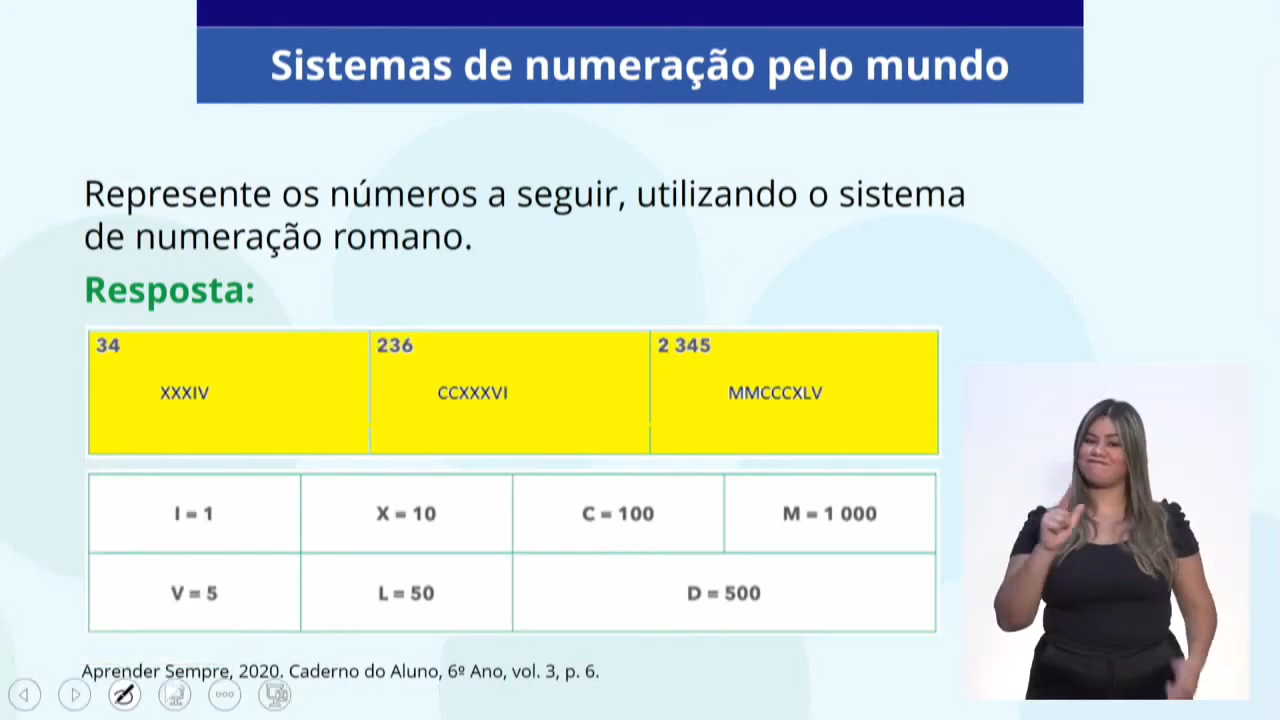 Sistemas de numeração pelo mundo
Represente os números a seguir, utilizando o sistema
de numeração romano.
Resposta:
34
236
2 345
XXXIV
CCXXXVI
MMCCCXLV
I = 1
X = 10
C = 100
M = 1 000
V = 5
L = 50
D = 500
Aprender Sempre, 2020. Caderno do Aluno, 6º Ano, vol. 3, p. 6.